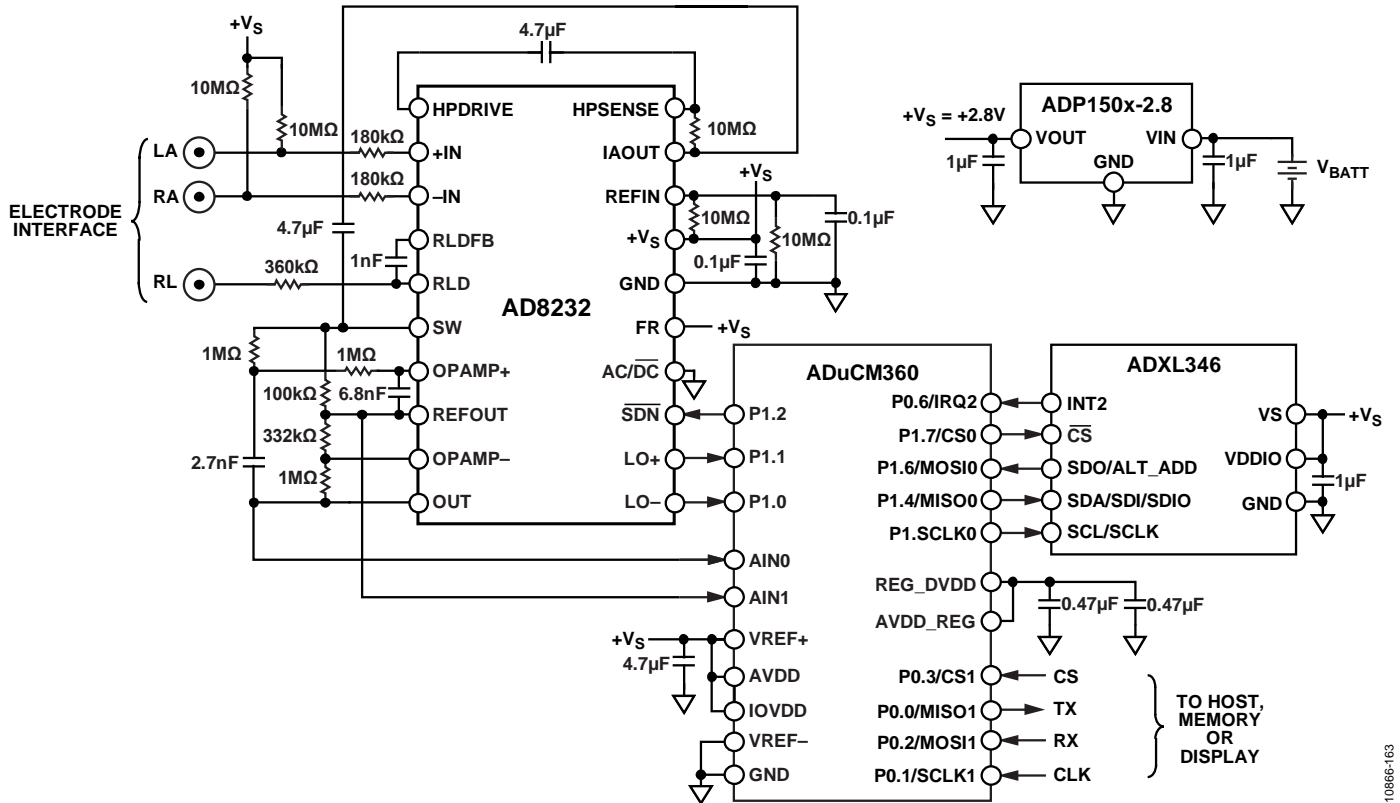 +VS
10MΩ
10MΩ
LA
180kΩ
RA
180kΩ
ELECTRODE
INTERFACE
4.7µF
RL
360kΩ
1nF
4.7µF
HPDRIVE
+IN
–IN
RLDFB
RLD
SW
OPAMP+
REFOUT
OPAMP–
OUT
AD8232
HPSENSE
IAOUT
REFIN
+VS
GND
FR
AC/DC
SDN
LO+
LO–
10MΩ
+VS
10MΩ
0.1µF
10MΩ
0.1µF
+VS
1MΩ
1MΩ
100kΩ
6.8nF
332kΩ
1MΩ
2.7nF
ADP150x-2.8
+VS = +2.8V
VOUT
VIN
GND
1µF
1µF
VBATT
ADuCM360
P1.2
P1.1
P1.0
AIN0
AIN1
VREF+
AVDD
IOVDD
VREF–
GND
+VS
4.7µF
P0.6/IRQ2
P1.7/CS0
P1.6/MOSI0
P1.4/MISO0
P1.SCLK0
REG_DVDD
AVDD_REG
P0.3/CS1
P0.0/MISO1
P0.2/MOSI1
P0.1/SCLK1
ADXL346
INT2
CS
SDO/ALT_ADD
SDA/SDI/SDIO
SCL/SCLK
VS
VDDIO
GND
+VS
1µF
0.47µF
0.47µF
CS
TX
RX
CLK
TO HOST,
MEMORY
OR
DISPLAY
10866-163